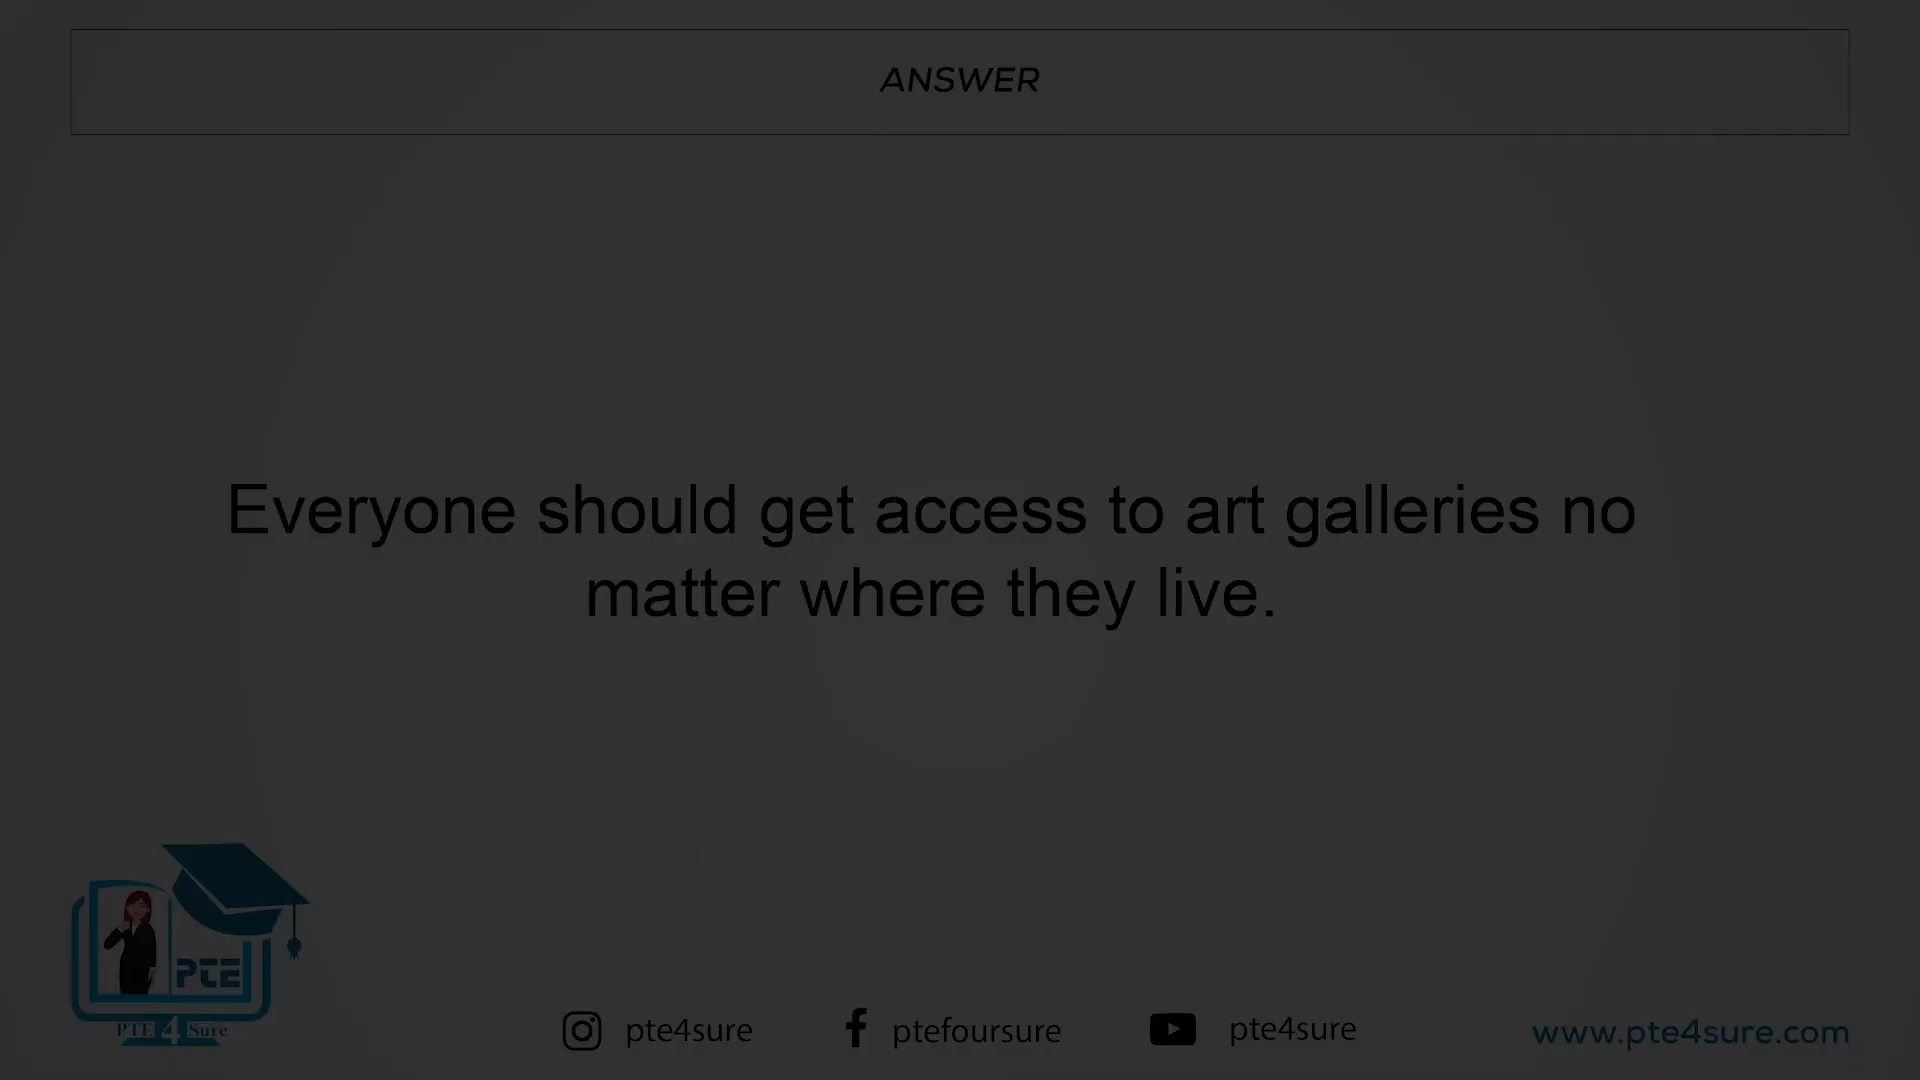 ANSWER
Everyone should get access to art galleries no
matter where they live.
PTE
PTE 4 Sure
pte4sure
ptefoursure
pte4sure
www.pte4sure.com